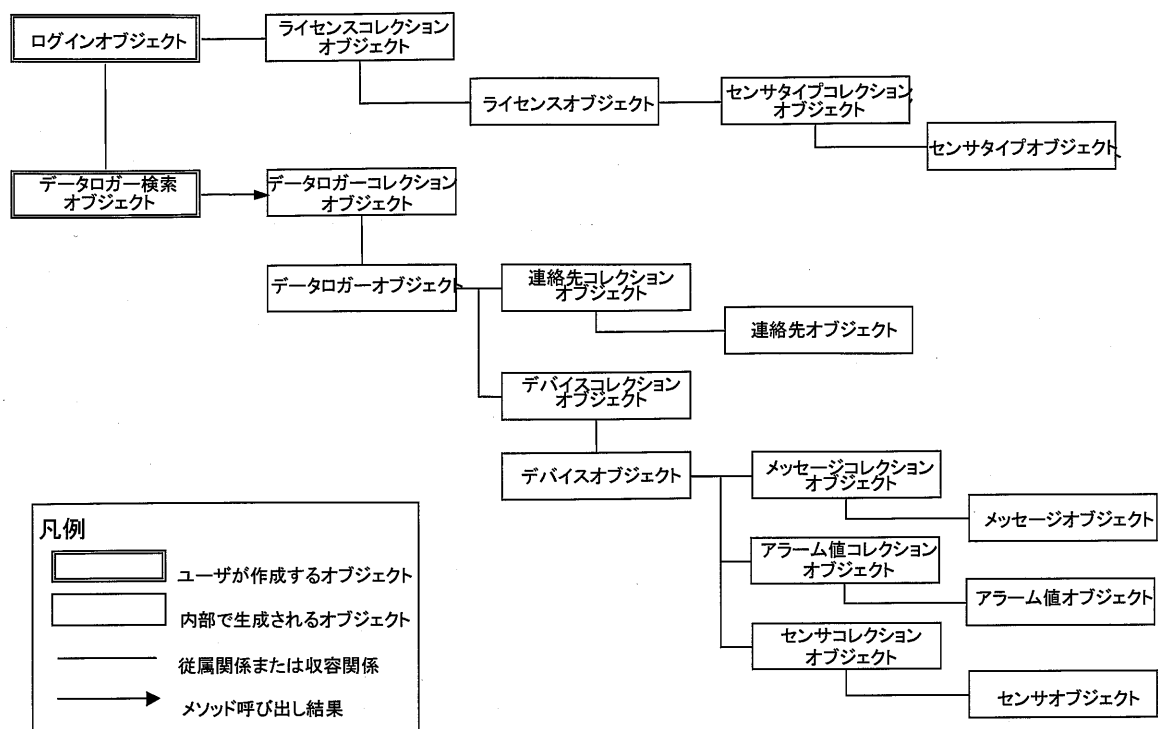 ログインオブジェクト
ライセンスコレクション
オブジェクト
ライセンスオブジェクト
センサタイプコレクション
オブジェクト
センサタイプオブジェクト
データロガー検索
オブジェクト
データロガーコレクション
オブジェクト
データロガーオブジェクト
連絡先コレクション
オブジェクト
連絡先オブジェクト
デバイスコレクション
オブジェクト
デバイスオブジェクト
メッセージコレクション
オブジェクト
メッセージオブジェクト
アラーム値コレクション
オブジェクト
アラーム値オブジェクト
センサコレクション
オブジェクト
センサオブジェクト
凡例
ユーザが作成するオブジェクト
内部で生成されるオブジェクト
従属関係または収容関係
メソッド呼び出し結果